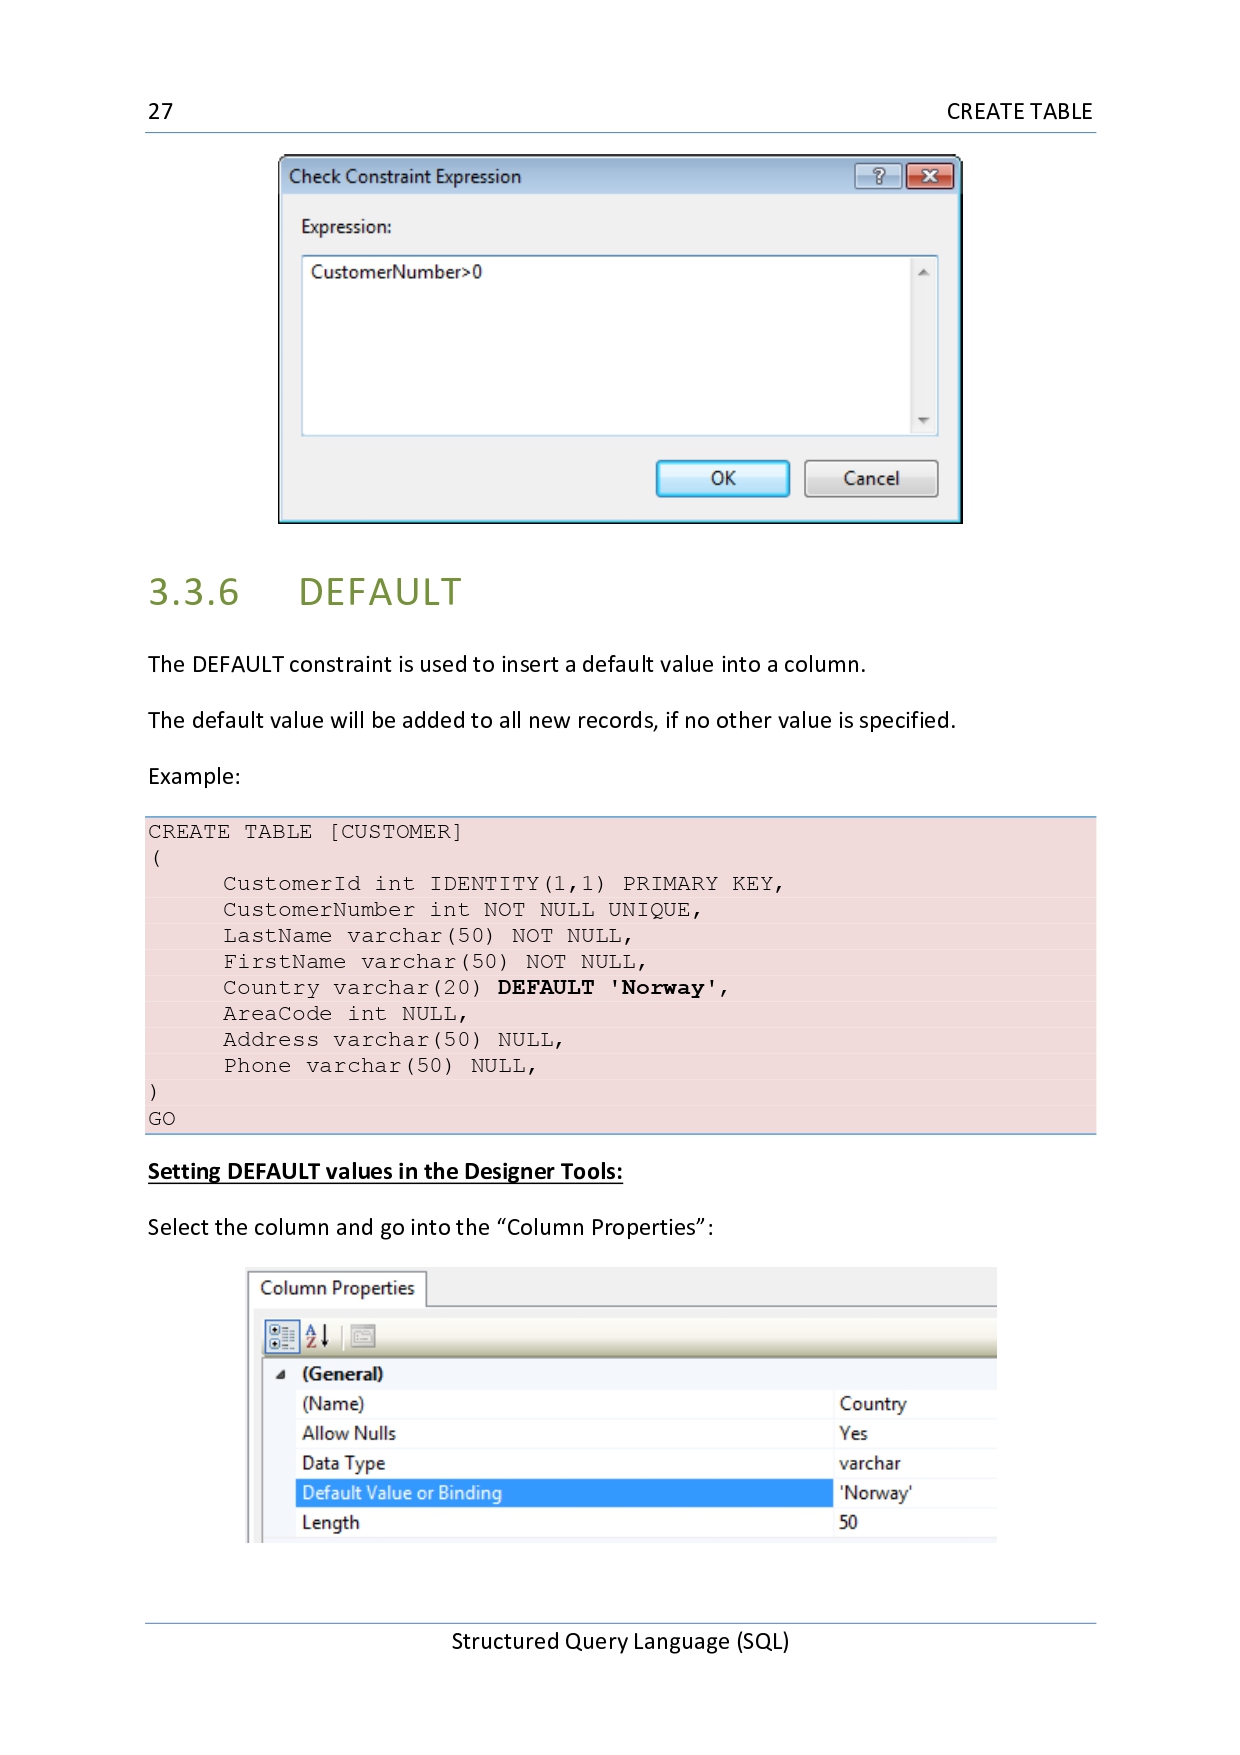 27 CREATE TABLE
Check Constraint Expression
Expression:
CustomerNumber>0
OK Cancel
3.3.6 DEFAULT
The DEFAULT constraint is used to insert a default value into a column.
The default value will be added to all new records, if no other value is specified.
Example:
CREATE TABLE [CUSTOMER]
(
CustomerId int IDENTITY(1,1) PRIMARY KEY,
CustomerNumber int NOT NULL UNIQUE,
LastName varchar(50) NOT NULL,
FirstName varchar(50) NOT NULL,
Country varchar(20) DEFAULT 'Norway',
AreaCode int NULL,
Address varchar(50) NULL,
Phone varchar(50) NULL,
)
GO
Setting DEFAULT values in the Designer Tools:
Select the column and go into the “Column Properties”:
Column Properties
(General)
(Name) Country
Allow Nulls Yes
Data Type varchar
Default Value or Binding 'Norway'
Length 50
Structured Query Language (SQL)